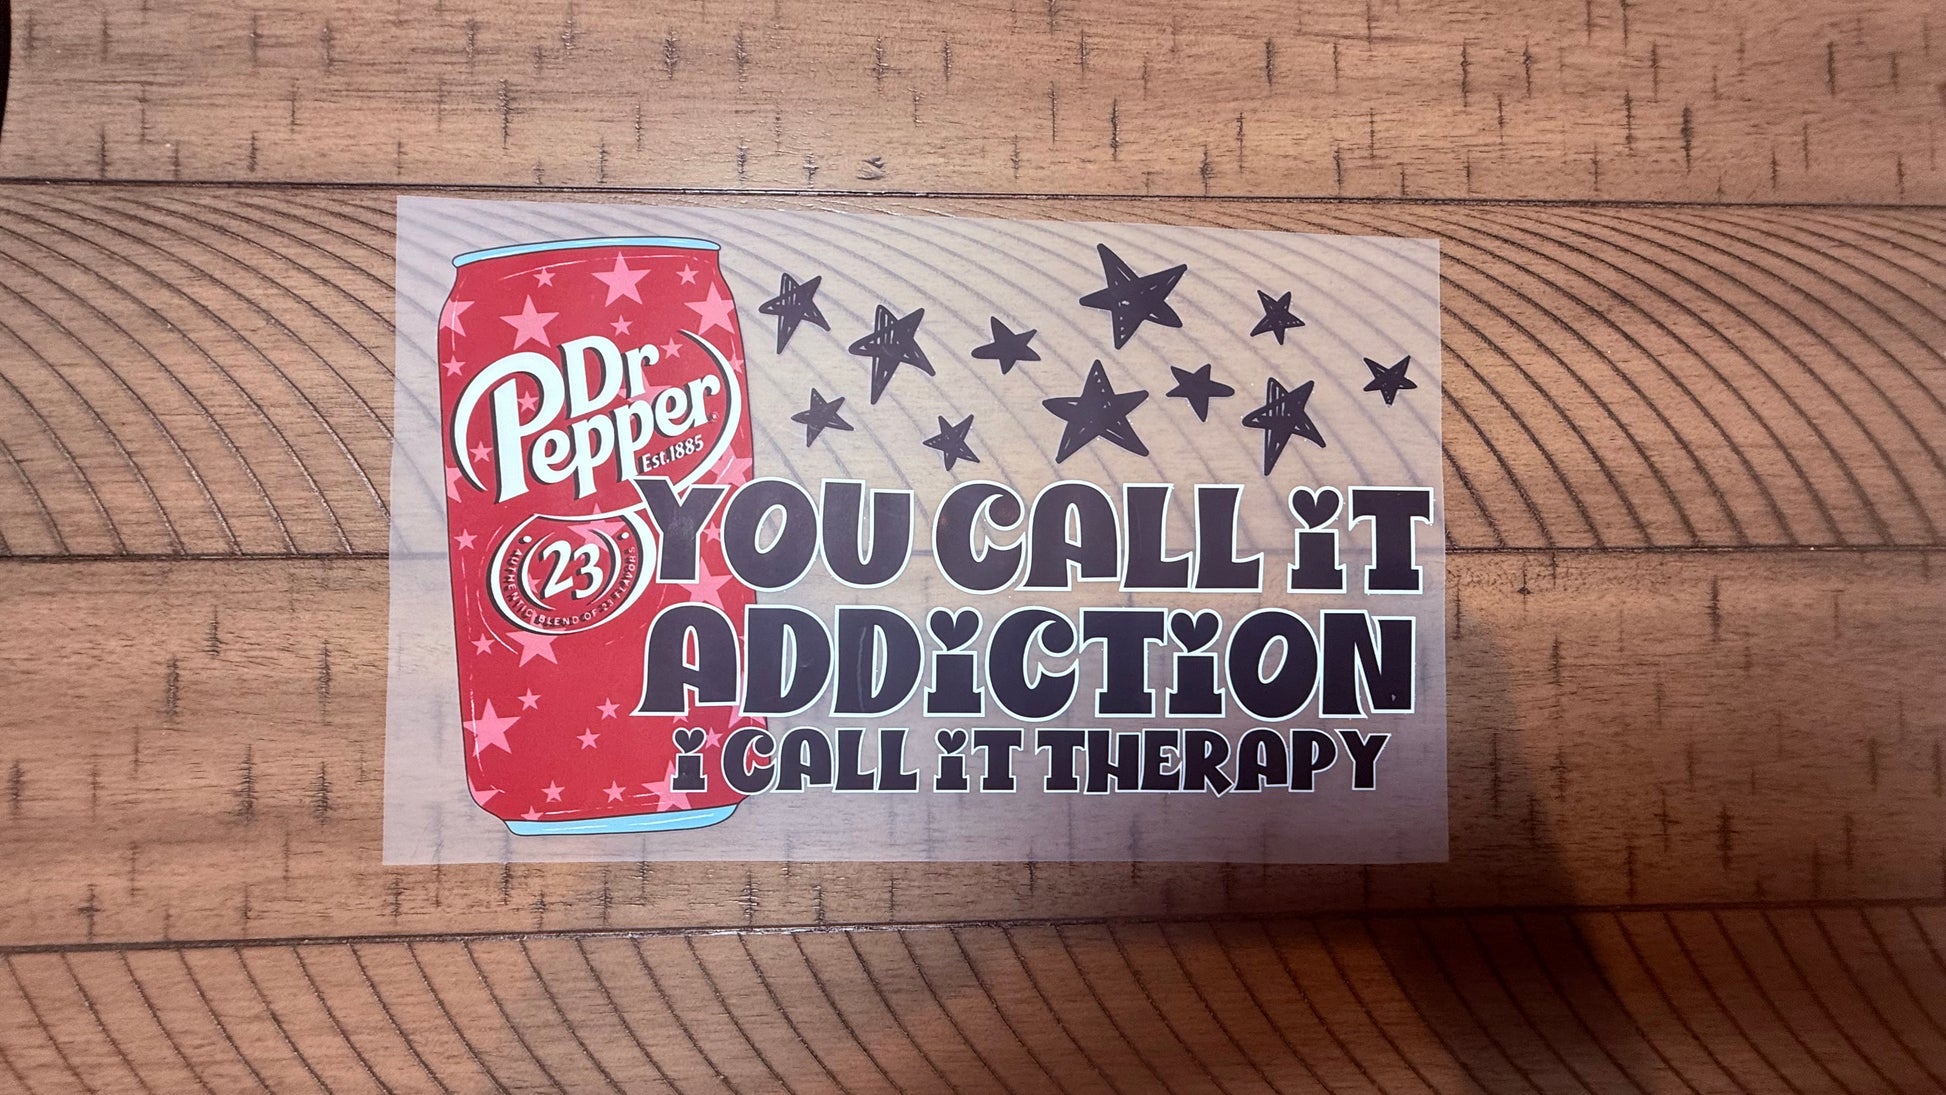 Dr
Pepper
Est.1885
23
AUTHENTIC BLEND OF 23 FLAVORS
YOU CALL iT
ADDiCTiON
i CALL iT THERAPY